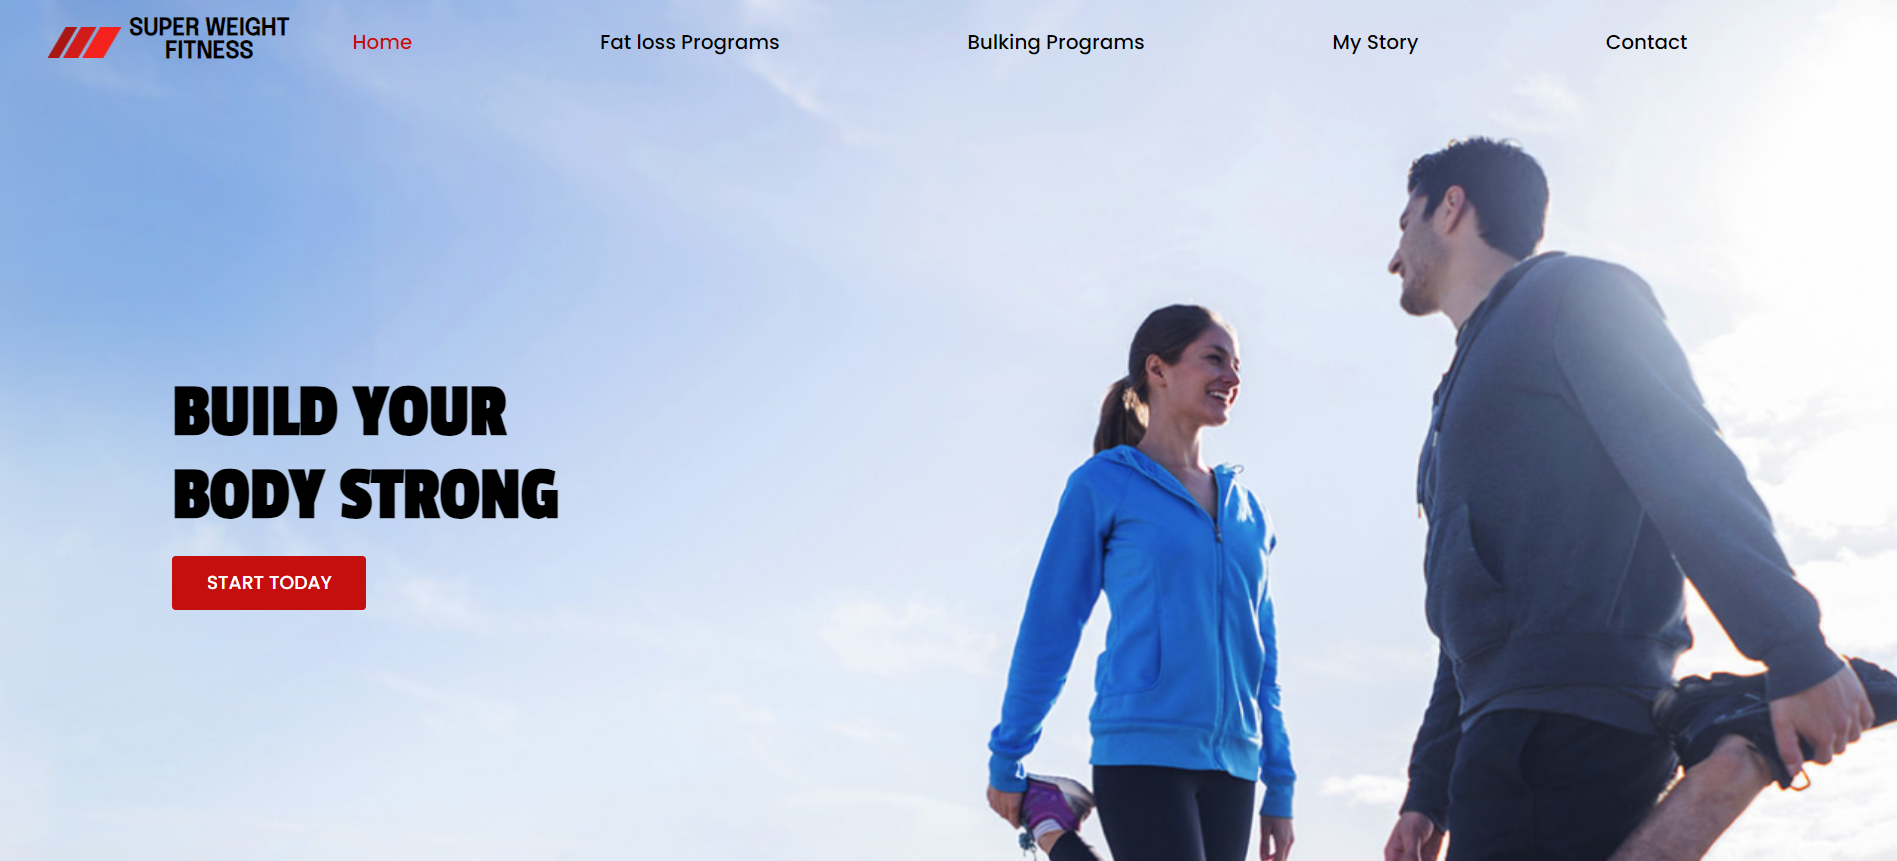 SUPER WEIGHT
FITNESS
Home
Fat loss Programs
Bulking Programs
My Story
Contact
BUILD YOUR
BODY STRONG
START TODAY